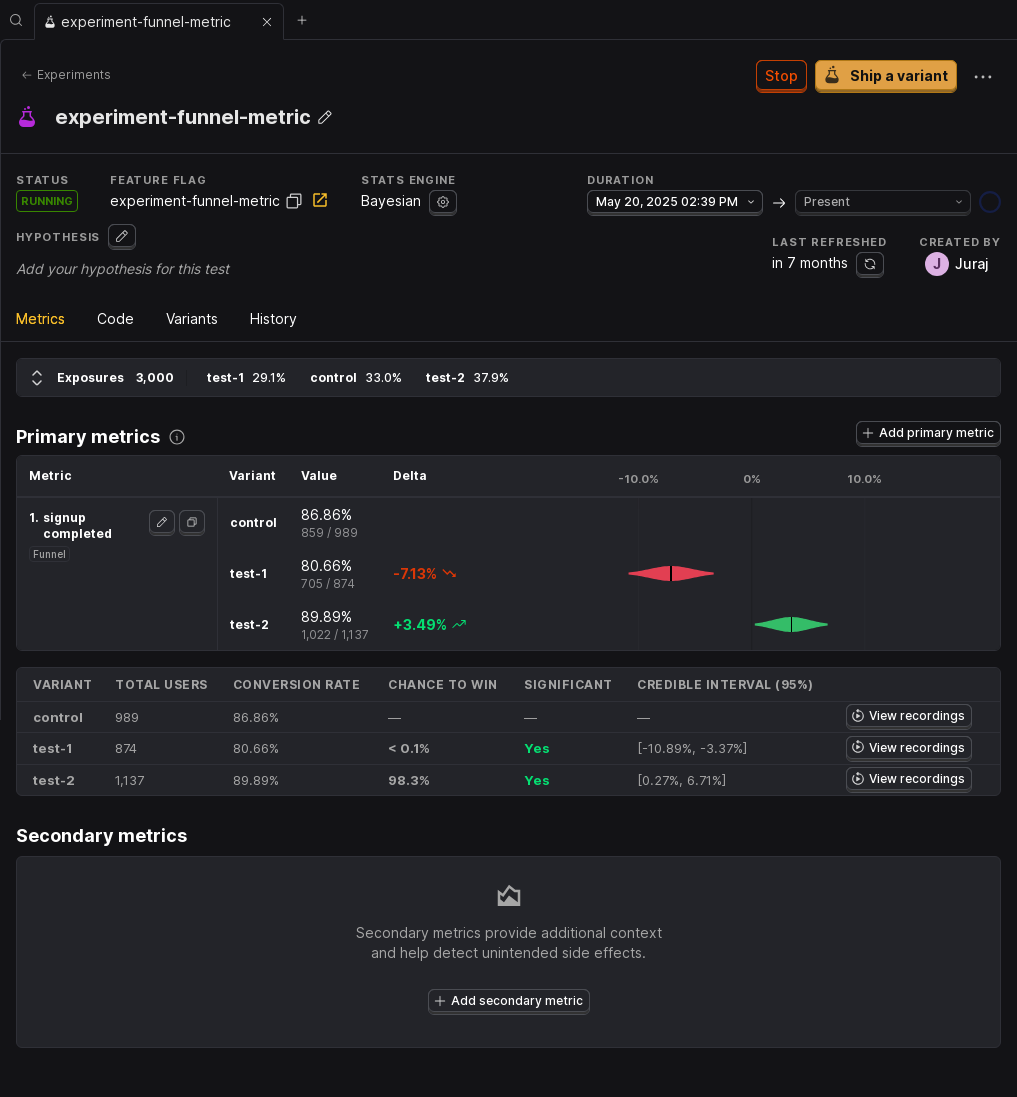 experiment-funnel-metric
Experiments
Stop
Ship a variant
experiment-funnel-metric
STATUS
FEATURE FLAG
STATS ENGINE
DURATION
RUNNING
experiment-funnel-metric
Bayesian
May 20, 2025 02:39 PM
Present
HYPOTHESIS
LAST REFRESHED
CREATED BY
in 7 months
J Juraj
Add your hypothesis for this test
Metrics
Code
Variants
History
Exposures 3,000 test-1 29.1% control 33.0% test-2 37.9%
Primary metrics
Add primary metric
Metric Variant Value Delta -10.0% 0% 10.0%
1. signup
completed
Funnel
control 86.86%
859 / 989
test-1 80.66% -7.13%
705 / 874
test-2 89.89% +3.49%
1,022 / 1,137
VARIANT TOTAL USERS CONVERSION RATE CHANCE TO WIN SIGNIFICANT CREDIBLE INTERVAL (95%)
control 989 86.86% — — — View recordings
test-1 874 80.66% < 0.1% Yes [-10.89%, -3.37%] View recordings
test-2 1,137 89.89% 98.3% Yes [0.27%, 6.71%] View recordings
Secondary metrics
Secondary metrics provide additional context
and help detect unintended side effects.
Add secondary metric